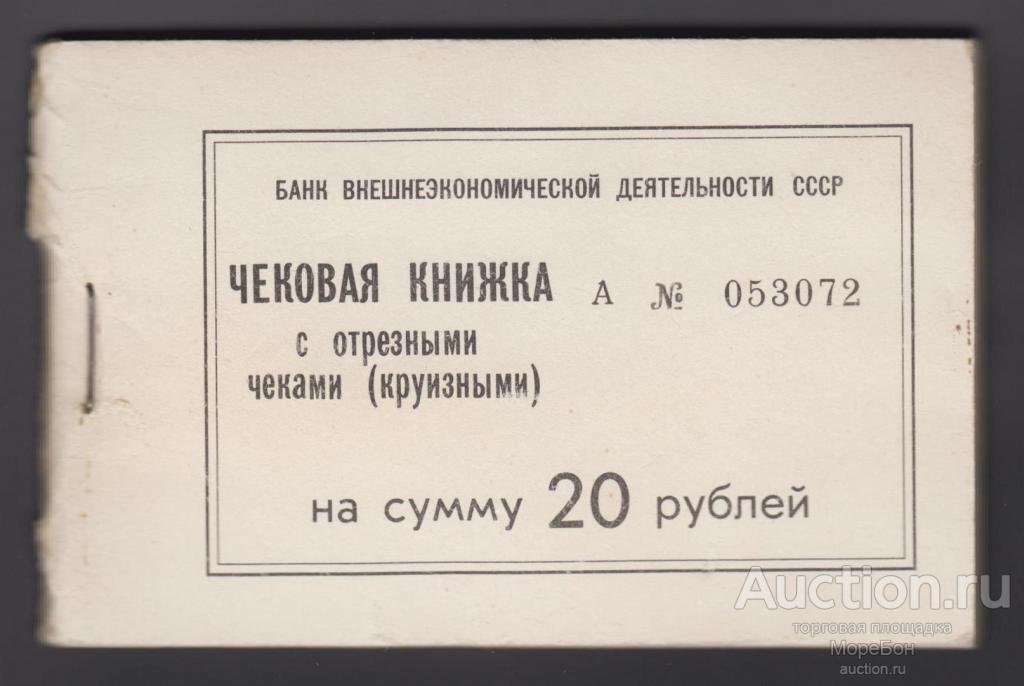 БАНК ВНЕШНЕЭКОНОМИЧЕСКОЙ ДЕЯТЕЛЬНОСТИ СССР
ЧЕКОВАЯ КНИЖКА А № 053072
с отрезными
чеками (круизными)
на сумму 20 рублей
Auction.ru
торговая площадка
МореБон
auction.ru